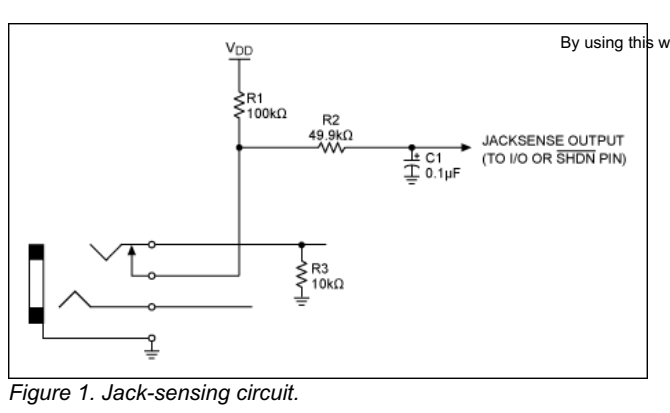 By using this w
VDD
R1
100kΩ
R2
49.9kΩ
JACKSENSE OUTPUT
(TO I/O OR SHDN PIN)
+ C1
0.1µF
R3
10kΩ
Figure 1. Jack-sensing circuit.